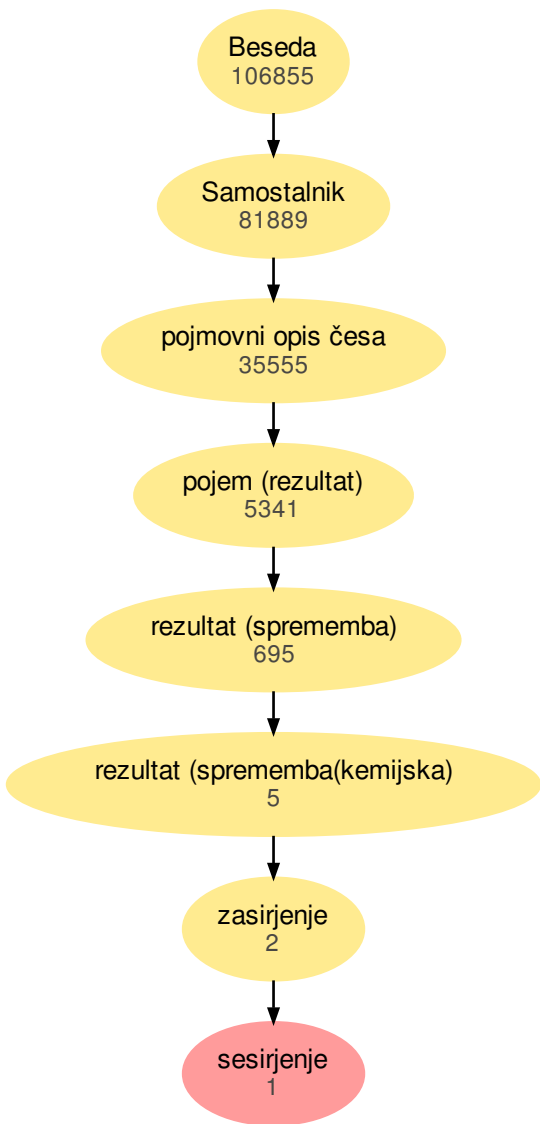 Beseda
106855
Samostalnik
81889
pojmovni opis česa
35555
pojem (rezultat)
5341
rezultat (sprememba)
695
rezultat (sprememba(kemijska)
5
zasirjenje
2
sesirjenje
1